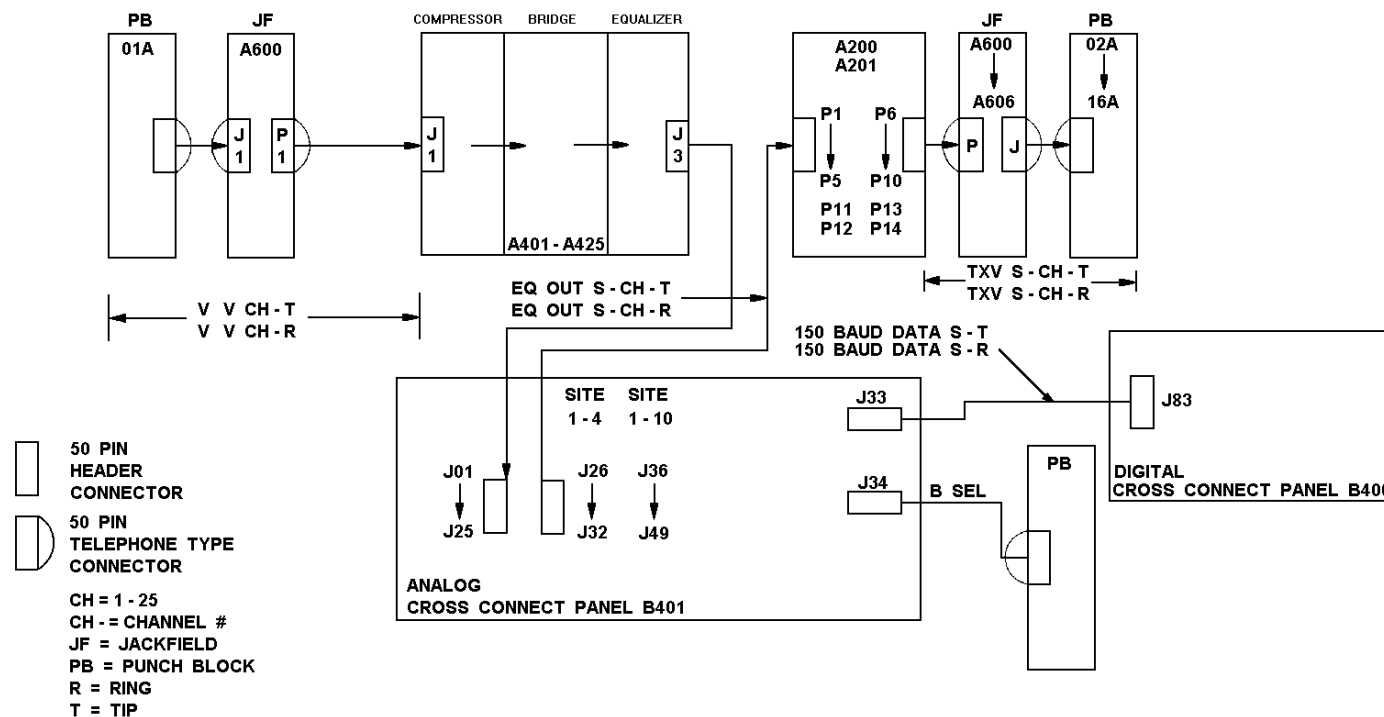 PB
JF
COMPRESSOR
BRIDGE
EQUALIZER
JF
PB
01A
A600
A200
A201
A600
02A
A606
16A
J
1
P
1
J
1
J
3
P1
P6
P
J
P5
P10
P11
P13
P12
P14
A401 - A425
TXV S - CH - T
TXV S - CH - R
EQ OUT S - CH - T
EQ OUT S - CH - R
V V CH - T
V V CH - R
150 BAUD DATA S - T
150 BAUD DATA S - R
SITE
1 - 4
SITE
1 - 10
J33
J83
J01
J25
J26
J32
J36
J49
J34
B SEL
PB
DIGITAL
CROSS CONNECT PANEL B400
ANALOG
CROSS CONNECT PANEL B401
50 PIN
HEADER
CONNECTOR
50 PIN
TELEPHONE TYPE
CONNECTOR
CH = 1 - 25
CH - = CHANNEL #
JF = JACKFIELD
PB = PUNCH BLOCK
R = RING
T = TIP